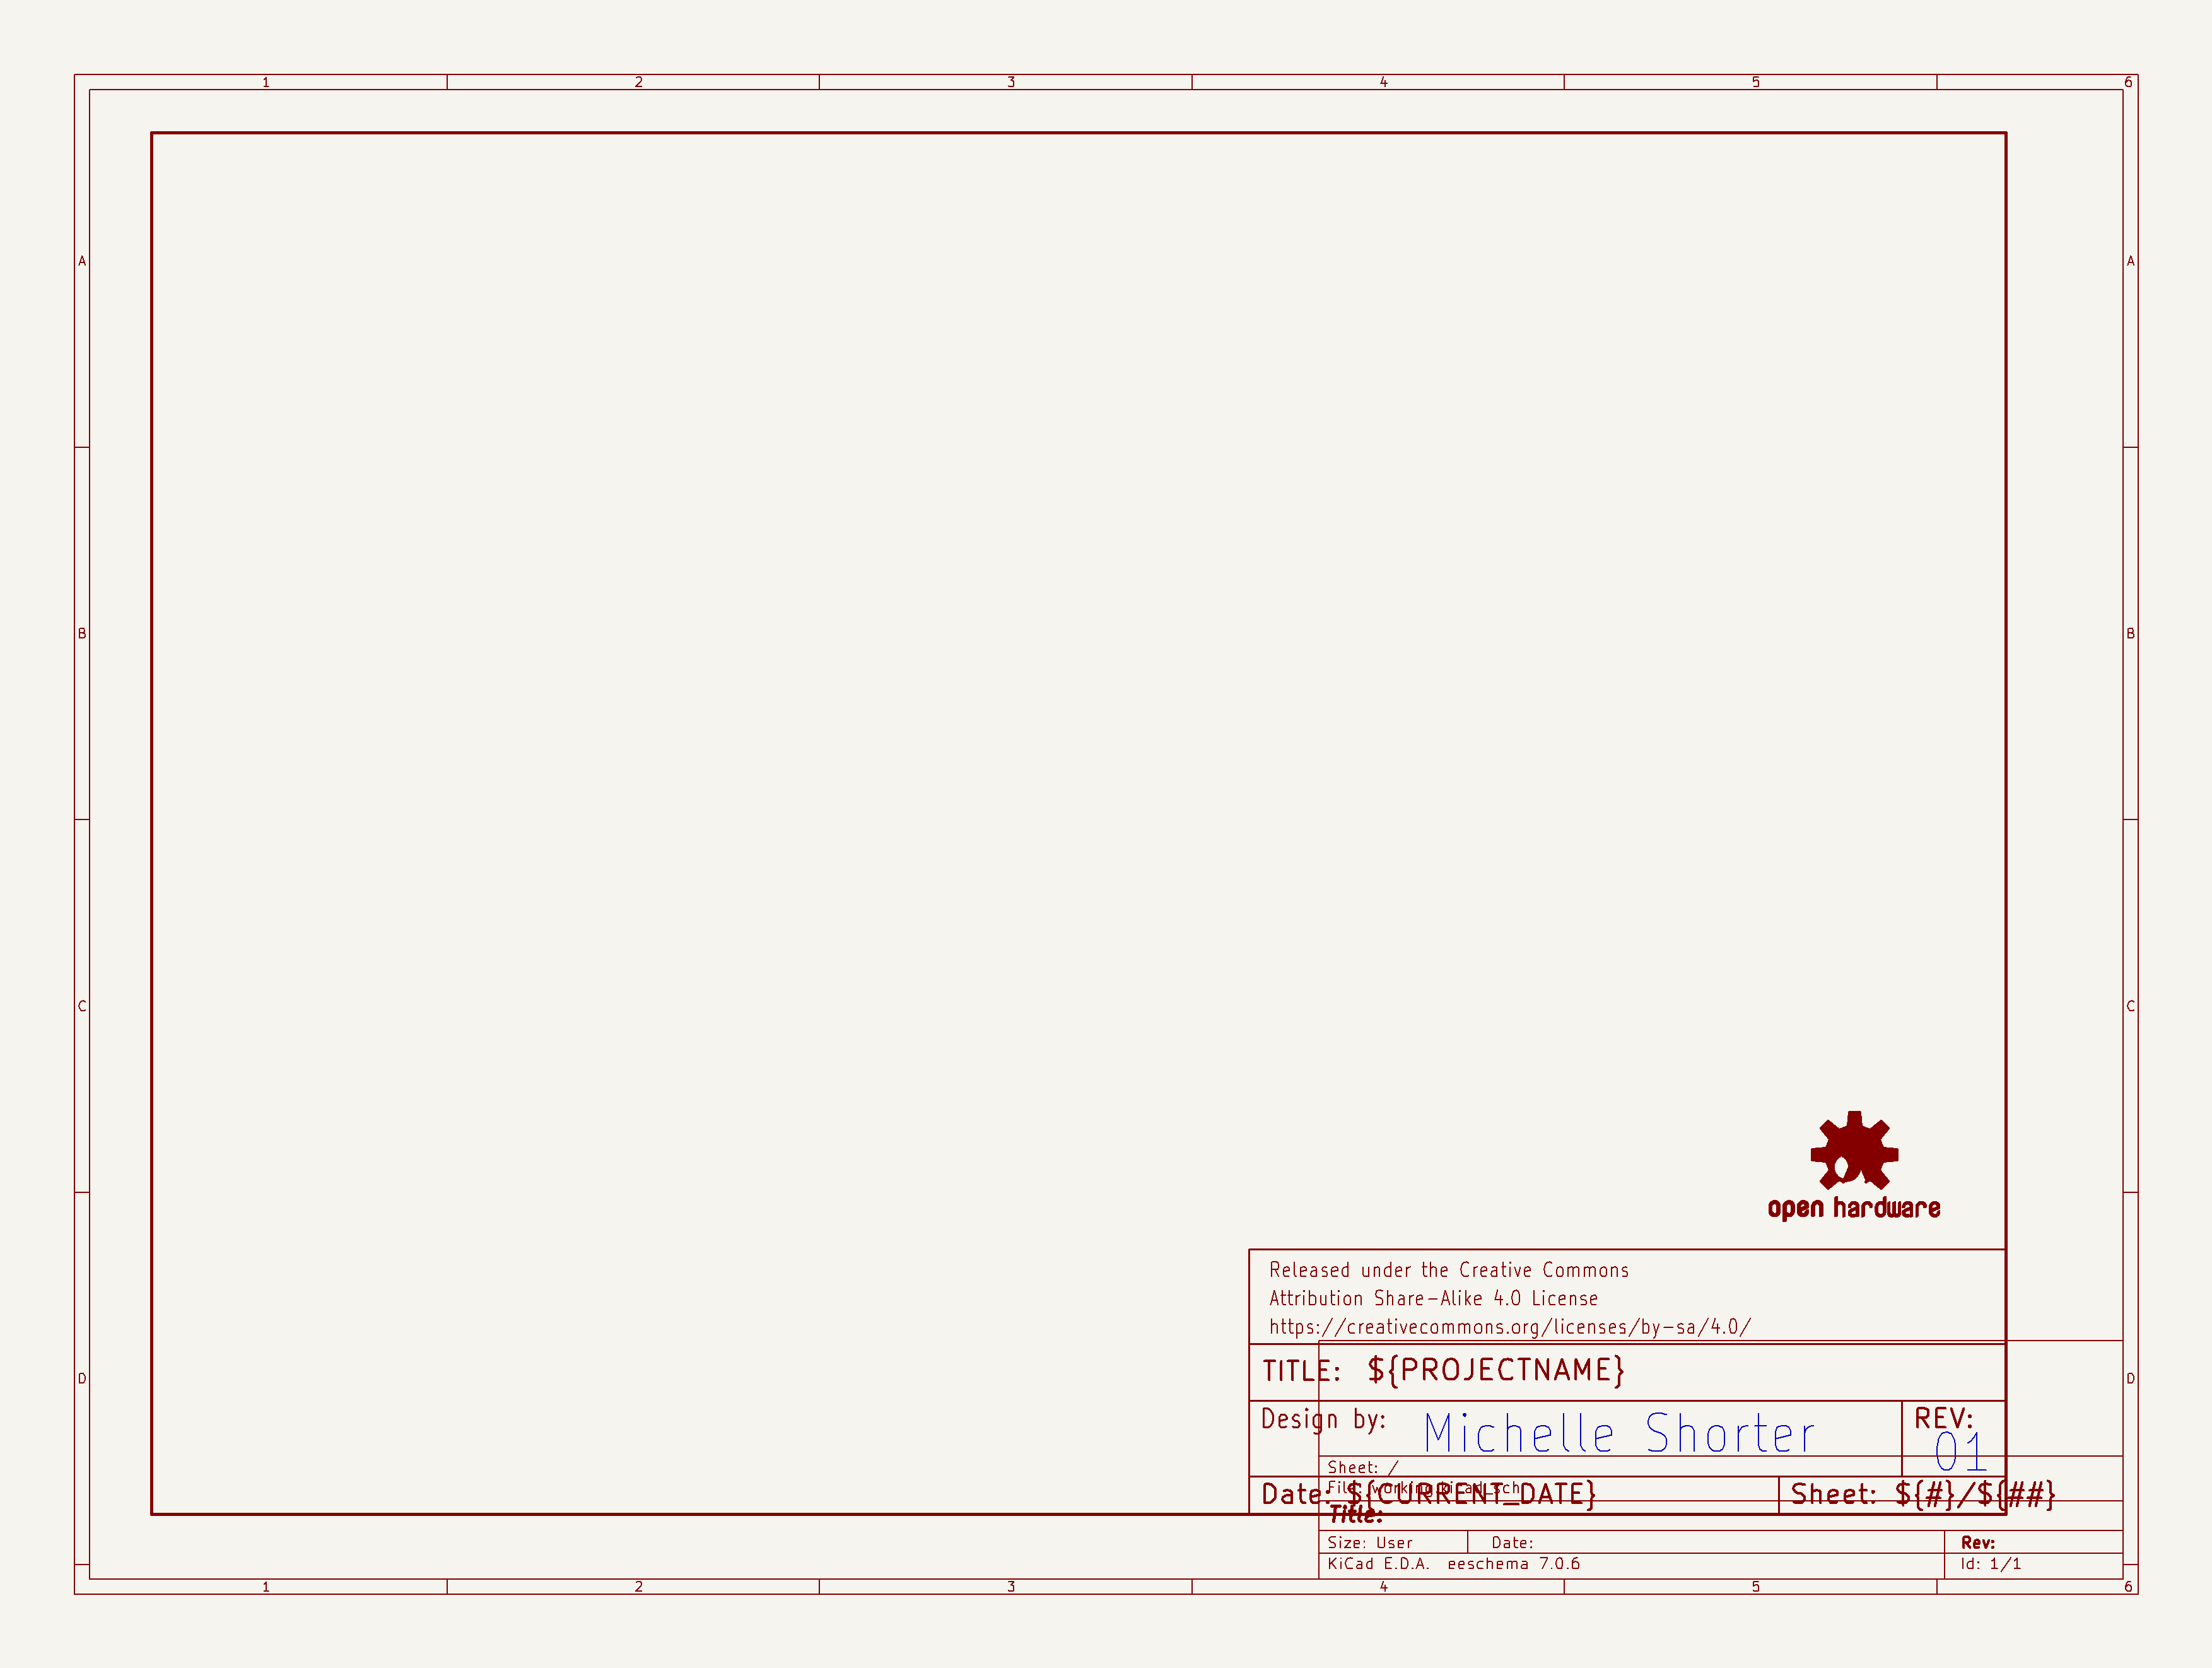 1 2 3 4 5 6
A A
B B
C C
open hardware
Released under the Creative Commons
Attribution Share-Alike 4.0 License
https://creativecommons.org/licenses/by-sa/4.0/
TITLE: ${PROJECTNAME}
D D
Design by: Michelle Shorter REV: 01
Sheet: /
File: working.kicad_sch
Date: ${CURRENT_DATE} Sheet: ${#}/${##}
Title:
Size: User Date: Rev:
KiCad E.D.A. eeschema 7.0.6 Id: 1/1
1 2 3 4 5 6